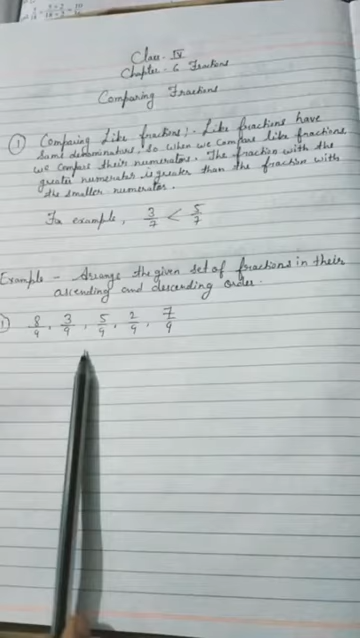 Class - IV
Chapter - 6 Fractions
Comparing Fractions
① Comparing Like fractions :- Like fractions have
same denominators, so when we compare like fractions,
we compare their numerators. The fraction with the
greater numerator is greater than the fraction with
the smaller numerator.
For example, 3/7 < 5/7
Example - Arrange the given set of fractions in their
ascending and descending order.
① 8/9, 3/9, 5/9, 2/9, 7/9